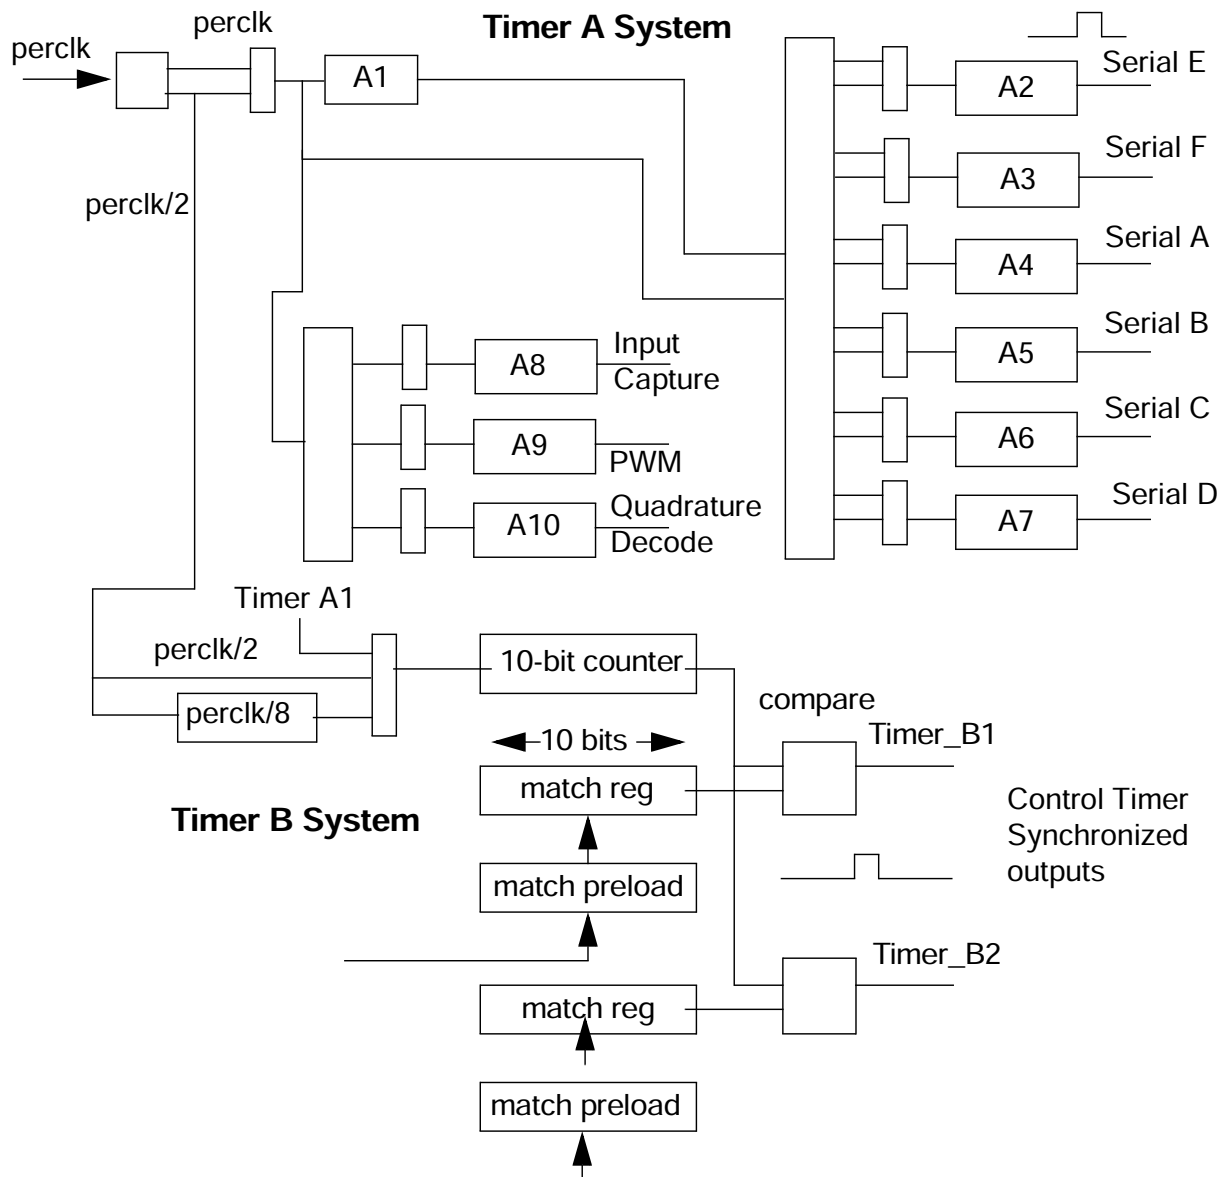 Timer A System
perclk
perclk
A1
Serial E
A2
Serial F
A3
perclk/2
Serial A
A4
Serial B
A5
Input
Capture
A8
Serial C
A6
A9
PWM
Serial D
A7
Quadrature
Decode
A10
Timer A1
perclk/2
10-bit counter
perclk/8
compare
10 bits
Timer_B1
match reg
Control Timer
Synchronized
outputs
Timer B System
match preload
Timer_B2
match reg
match preload